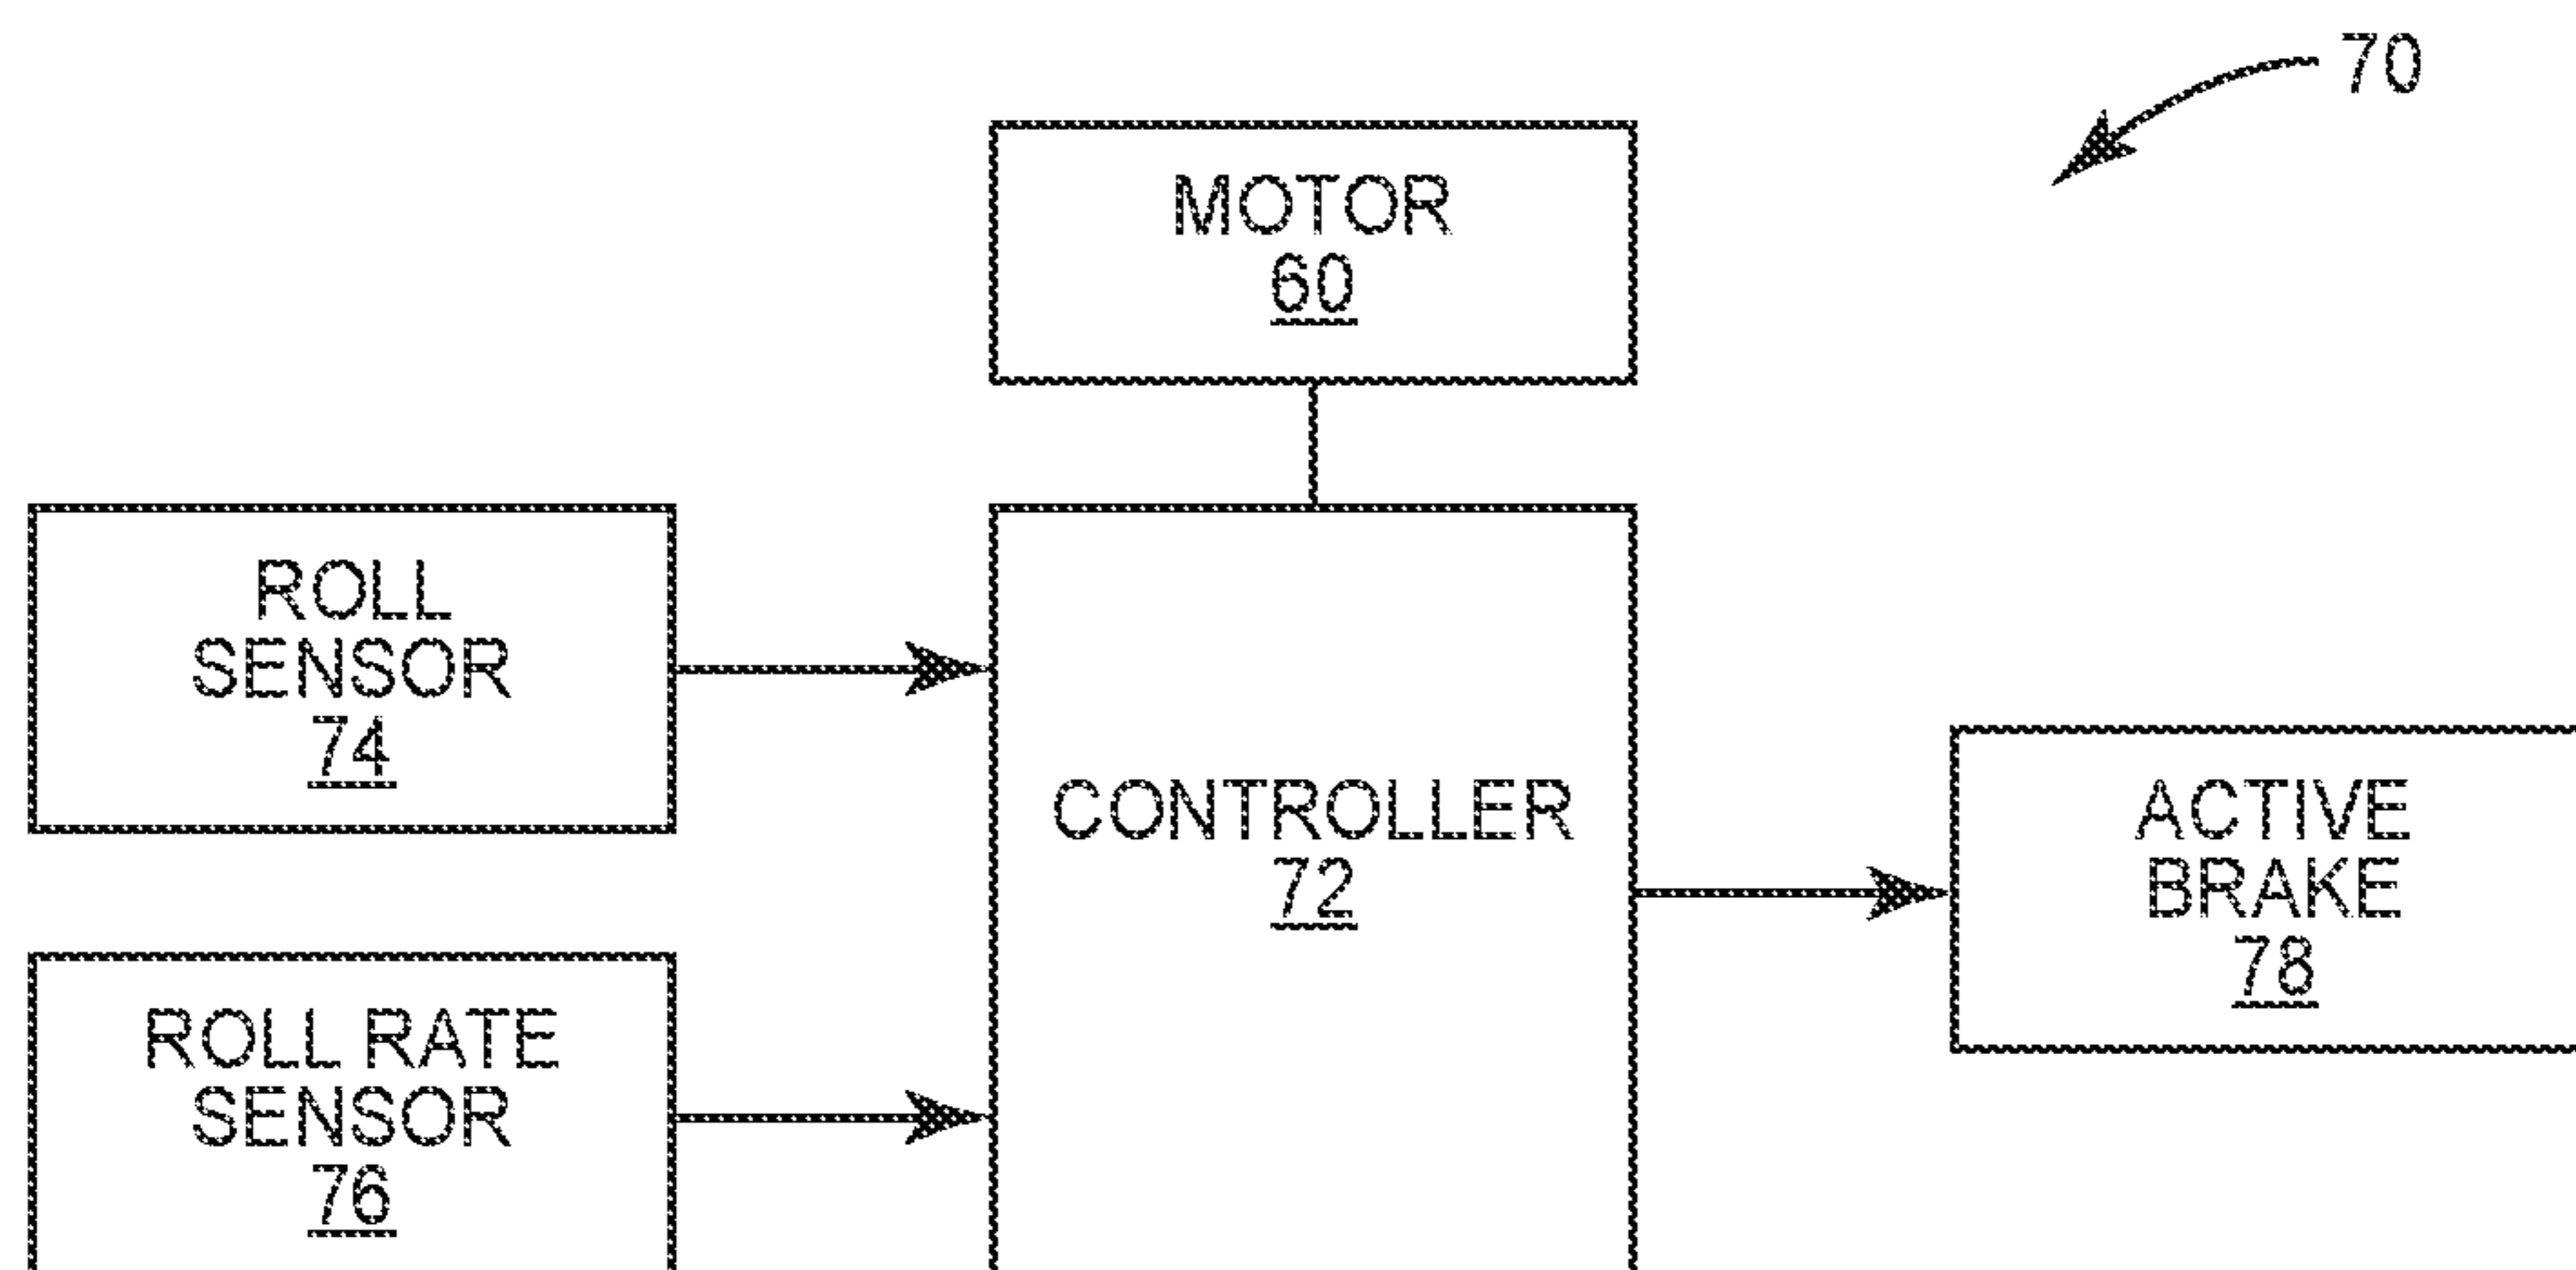 70
MOTOR
60
ROLL
SENSOR
74
CONTROLLER
72
ACTIVE
BRAKE
78
ROLL RATE
SENSOR
76